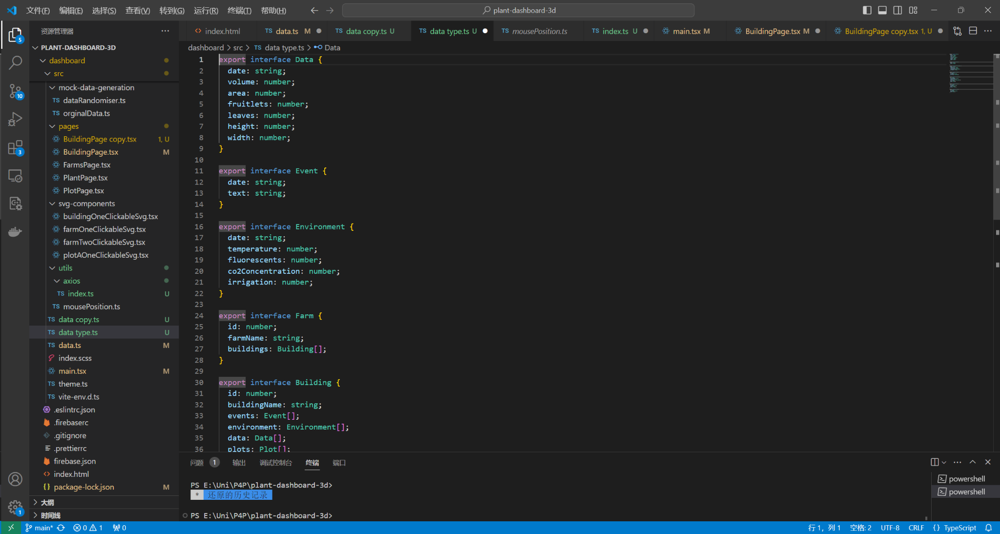 文件(F) 编辑(E) 选择(S) 查看(V) 转到(G) 运行(R) 终端(T) 帮助(H) plant-dashboard-3d
资源管理器
PLANT-DASHBOARD-3D
dashboard
src
mock-data-generation
TS dataRandomiser.ts
TS orginalData.ts
pages
BuildingPage copy.tsx 1, U
BuildingPage.tsx M
FarmsPage.tsx
PlantPage.tsx
PlotPage.tsx
svg-components
buildingOneClickableSvg.tsx
farmOneClickableSvg.tsx
farmTwoClickableSvg.tsx
plotAOneClickableSvg.tsx
utils
axios
TS index.ts U
TS mousePosition.ts
TS data copy.ts U
TS data type.ts U
TS data.ts M
index.scss
main.tsx M
TS theme.ts
TS vite-env.d.ts
.eslintrc.json
.firebaserc
.gitignore
.prettierrc
firebase.json
<> index.html
{} package-lock.json M
大纲
时间线
5
10
3
1
<> index.html TS data.ts M TS data copy.ts U TS data type.ts U TS mousePosition.ts TS index.ts U main.tsx M BuildingPage.tsx M BuildingPage copy.tsx 1, U
dashboard > src > TS data type.ts > Data
1 export interface Data {
2 date: string;
3 volume: number;
4 area: number;
5 fruitlets: number;
6 leaves: number;
7 height: number;
8 width: number;
9 }
10
11 export interface Event {
12 date: string;
13 text: string;
14 }
15
16 export interface Environment {
17 date: string;
18 temperature: number;
19 fluorescents: number;
20 co2Concentration: number;
21 irrigation: number;
22 }
23
24 export interface Farm {
25 id: number;
26 farmName: string;
27 buildings: Building[];
28 }
29
30 export interface Building {
31 id: number;
32 buildingName: string;
33 events: Event[];
34 environment: Environment[];
35 data: Data[];
36 plots: Plot[];
问题 1 输出 调试控制台 终端 端口
PS E:\Uni\P4P\plant-dashboard-3d>
* 还原的历史记录
PS E:\Uni\P4P\plant-dashboard-3d>
powershell
powershell
main* 0 1 0 行 1，列 1 空格: 2 UTF-8 CRLF {} TypeScript